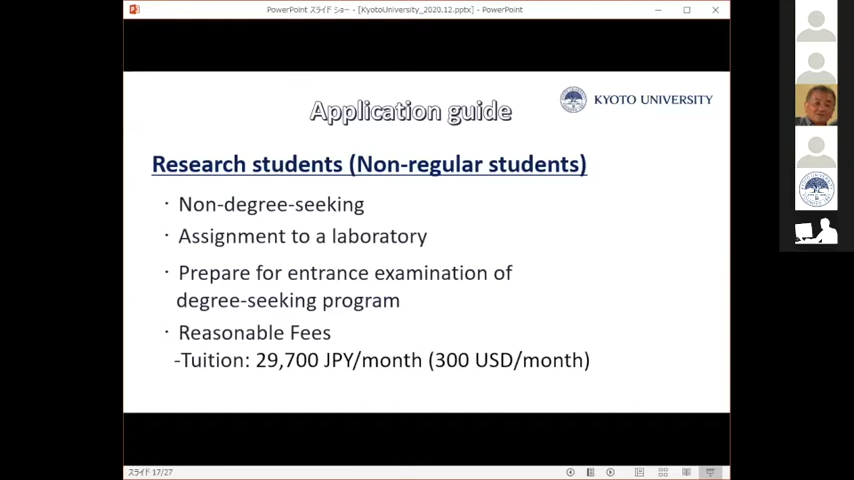 PowerPoint スライド ショー - [KyotoUniversity_2020.12.pptx] - PowerPoint
Application guide
KYOTO UNIVERSITY
Research students (Non-regular students)
・ Non-degree-seeking
・ Assignment to a laboratory
・ Prepare for entrance examination of
degree-seeking program
・ Reasonable Fees
-Tuition: 29,700 JPY/month (300 USD/month)
スライド 17/27